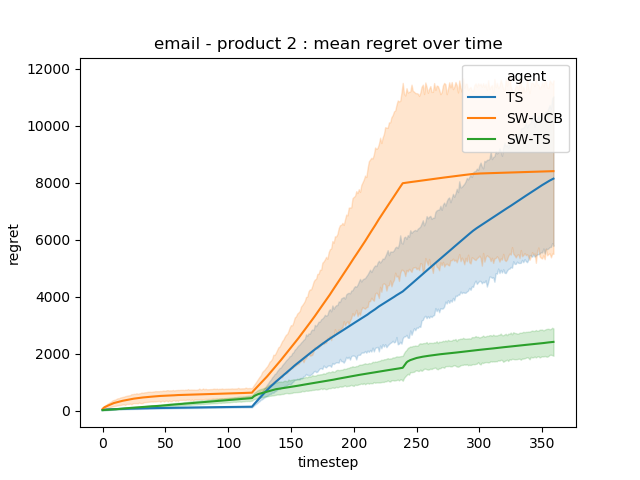 email - product 2 : mean regret over time
12000
10000
8000
6000
4000
2000
0
regret
0 50 100 150 200 250 300 350
timestep
agent
TS
SW-UCB
SW-TS